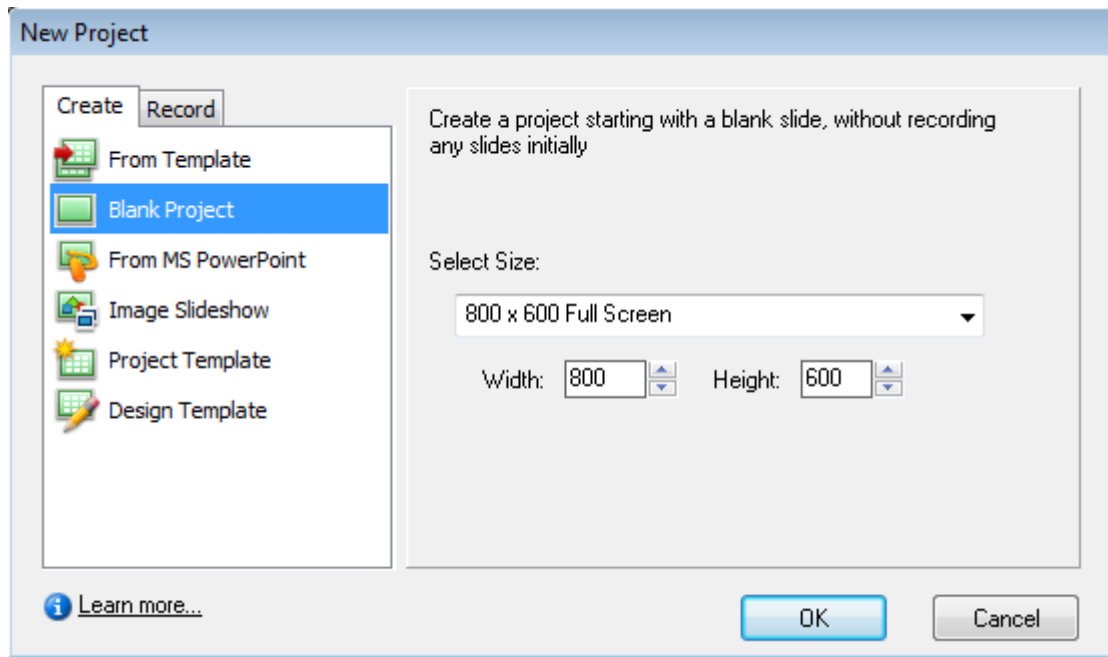 New Project
Create Record
From Template
Blank Project
From MS PowerPoint
Image Slideshow
Project Template
Design Template
Create a project starting with a blank slide, without recording
any slides initially
Select Size:
800 x 600 Full Screen
Width: 800 Height: 600
Learn more...
OK Cancel